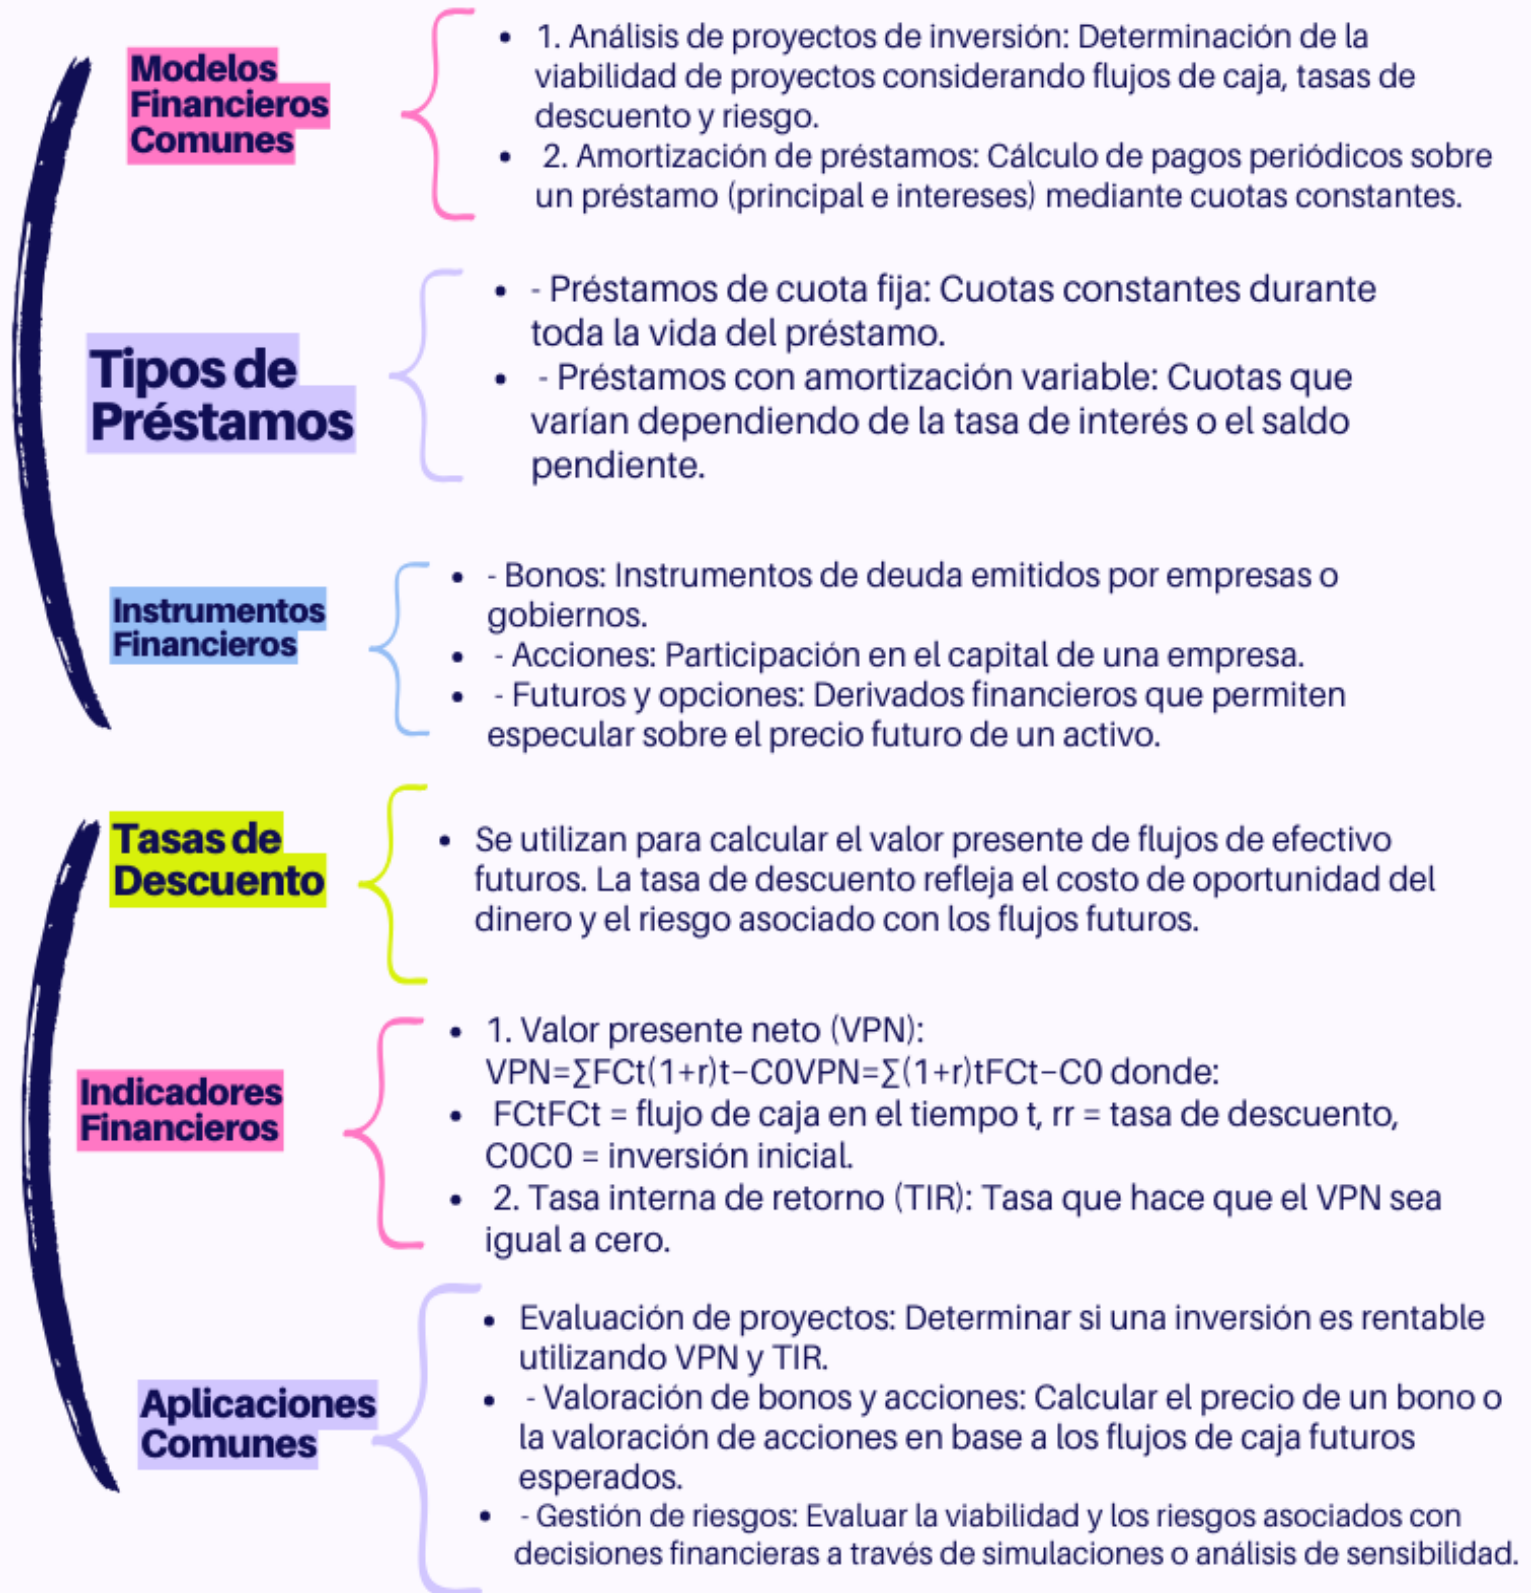 Modelos
Financieros
Comunes
• 1. Análisis de proyectos de inversión: Determinación de la
viabilidad de proyectos considerando flujos de caja, tasas de
descuento y riesgo.
• 2. Amortización de préstamos: Cálculo de pagos periódicos sobre
un préstamo (principal e intereses) mediante cuotas constantes.
Tipos de
Préstamos
• - Préstamos de cuota fija: Cuotas constantes durante
toda la vida del préstamo.
• - Préstamos con amortización variable: Cuotas que
varían dependiendo de la tasa de interés o el saldo
pendiente.
Instrumentos
Financieros
• - Bonos: Instrumentos de deuda emitidos por empresas o
gobiernos.
• - Acciones: Participación en el capital de una empresa.
• - Futuros y opciones: Derivados financieros que permiten
especular sobre el precio futuro de un activo.
Tasas de
Descuento
• Se utilizan para calcular el valor presente de flujos de efectivo
futuros. La tasa de descuento refleja el costo de oportunidad del
dinero y el riesgo asociado con los flujos futuros.
Indicadores
Financieros
• 1. Valor presente neto (VPN):
VPN=∑FCt(1+r)t−C0VPN=∑(1+r)tFCt−C0 donde:
• FCtFCt = flujo de caja en el tiempo t, rr = tasa de descuento,
C0C0 = inversión inicial.
• 2. Tasa interna de retorno (TIR): Tasa que hace que el VPN sea
igual a cero.
Aplicaciones
Comunes
• Evaluación de proyectos: Determinar si una inversión es rentable
utilizando VPN y TIR.
• - Valoración de bonos y acciones: Calcular el precio de un bono o
la valoración de acciones en base a los flujos de caja futuros
esperados.
• - Gestión de riesgos: Evaluar la viabilidad y los riesgos asociados con
decisiones financieras a través de simulaciones o análisis de sensibilidad.